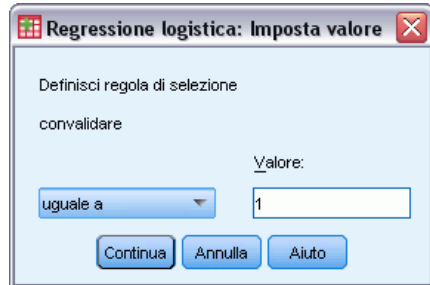 Regressione logistica: Imposta valore
Definisci regola di selezione
convalidare
Valore:
uguale a
1
Continua Annulla Aiuto